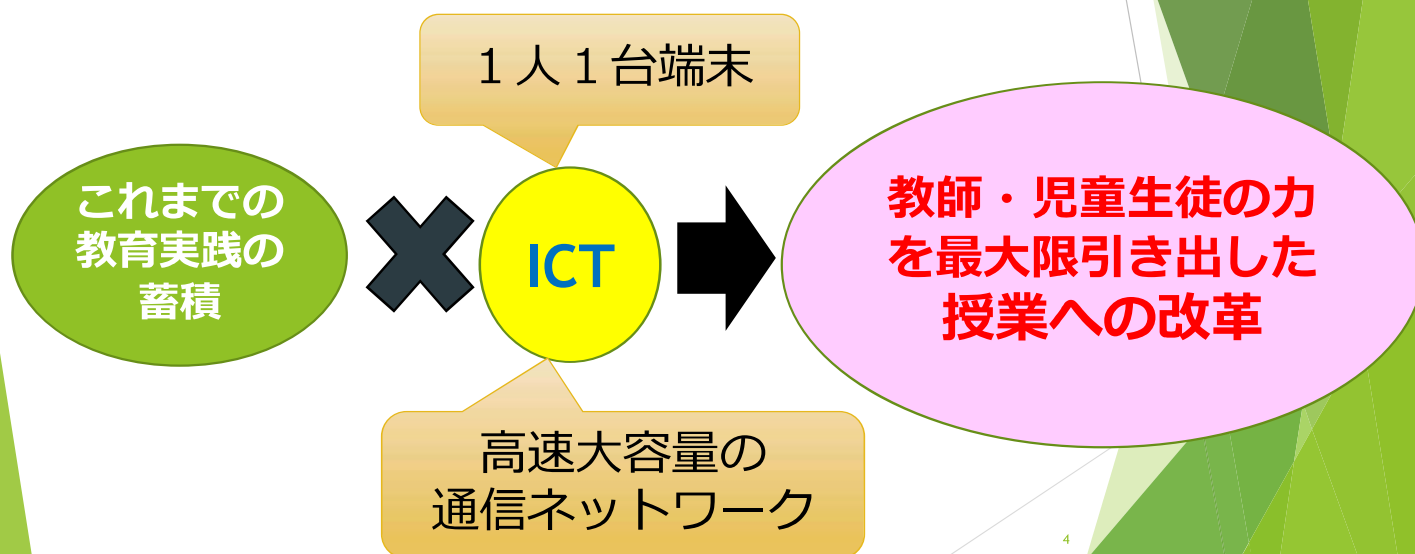 １人１台端末
これまでの
教育実践の
蓄積
ICT
教師・児童生徒の力
を最大限引き出した
授業への改革
高速大容量の
通信ネットワーク
4